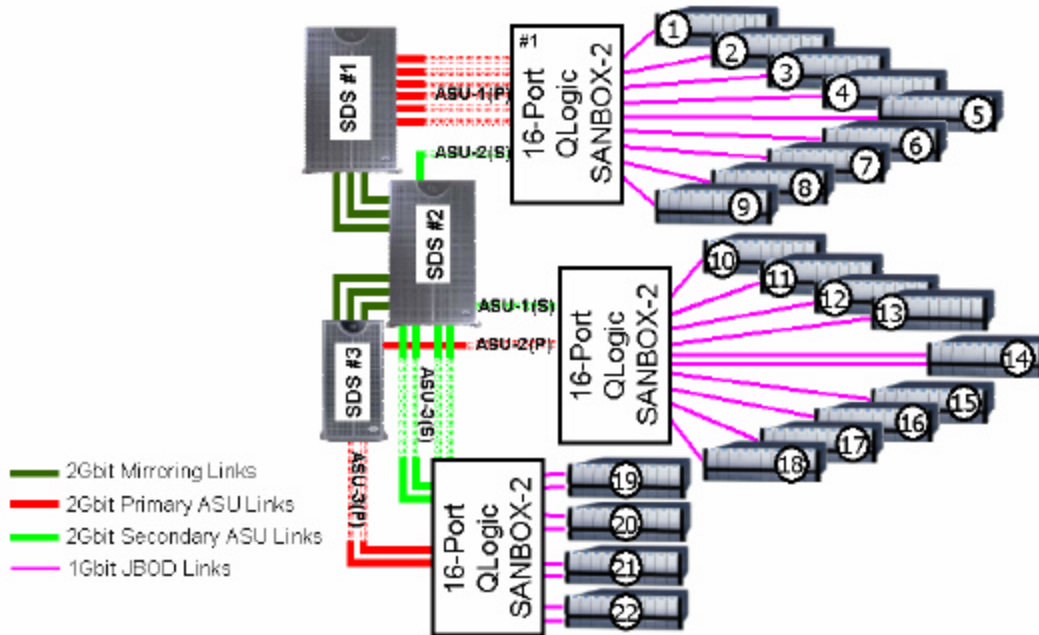 SDS #1
ASU-1(P)
ASU-2(S)
#1
16-Port
QLogic
SANBOX-2
1
2
3
4
5
6
7
8
9
SDS #2
ASU-1(S)
ASU-2(P)
16-Port
QLogic
SANBOX-2
10
11
12
13
14
15
16
17
18
SDS #3
ASU-3(S)
ASU-3(P)
16-Port
QLogic
SANBOX-2
19
20
21
22
2Gbit Mirroring Links
2Gbit Primary ASU Links
2Gbit Secondary ASU Links
1Gbit JBOD Links